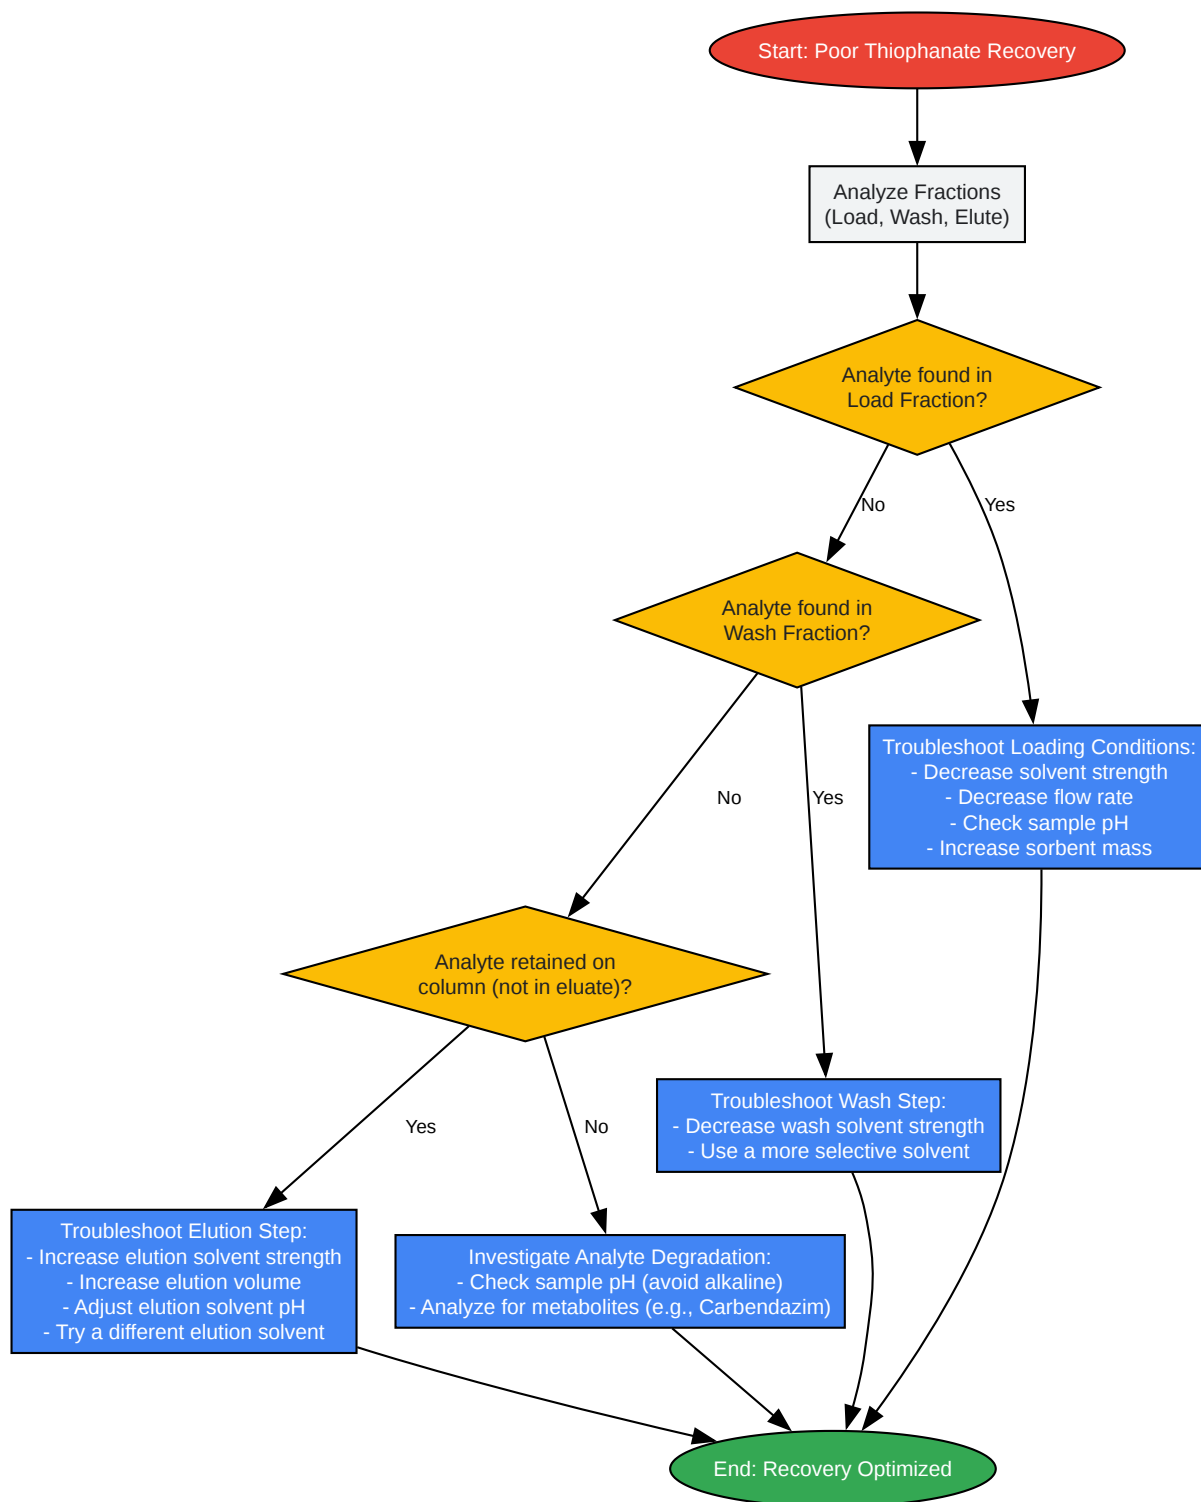 Start: Poor Thiophanate Recovery
Analyze Fractions
(Load, Wash, Elute)
Analyte found in
Load Fraction?
No
Yes
Analyte found in
Wash Fraction?
Troubleshoot Loading Conditions:
- Decrease solvent strength
- Decrease flow rate
- Check sample pH
- Increase sorbent mass
No
Yes
Analyte retained on
column (not in eluate)?
Troubleshoot Wash Step:
- Decrease wash solvent strength
- Use a more selective solvent
Yes
No
Troubleshoot Elution Step:
- Increase elution solvent strength
- Increase elution volume
- Adjust elution solvent pH
- Try a different elution solvent
Investigate Analyte Degradation:
- Check sample pH (avoid alkaline)
- Analyze for metabolites (e.g., Carbendazim)
End: Recovery Optimized